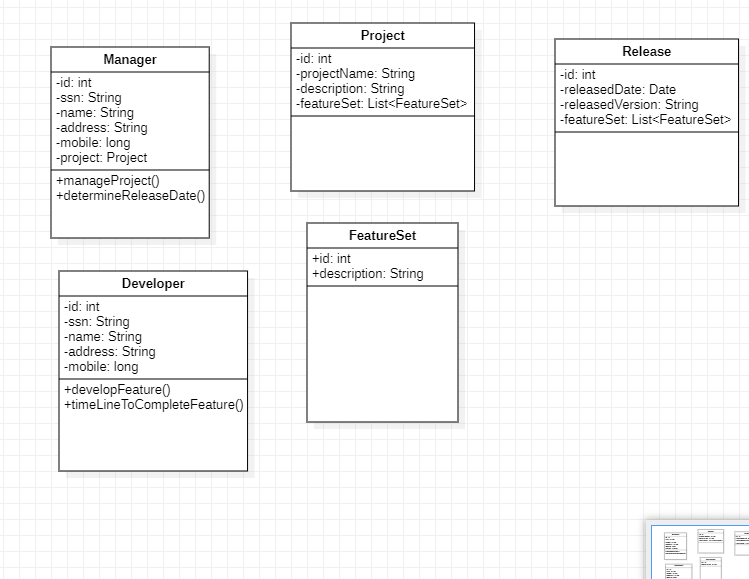 Manager
-id: int
-ssn: String
-name: String
-address: String
-mobile: long
-project: Project
+manageProject()
+determineReleaseDate()
Project
-id: int
-projectName: String
-description: String
-featureSet: List<FeatureSet>
Release
-id: int
-releasedDate: Date
-releasedVersion: String
-featureSet: List<FeatureSet>
Developer
-id: int
-ssn: String
-name: String
-address: String
-mobile: long
+developFeature()
+timeLineToCompleteFeature()
FeatureSet
+id: int
+description: String